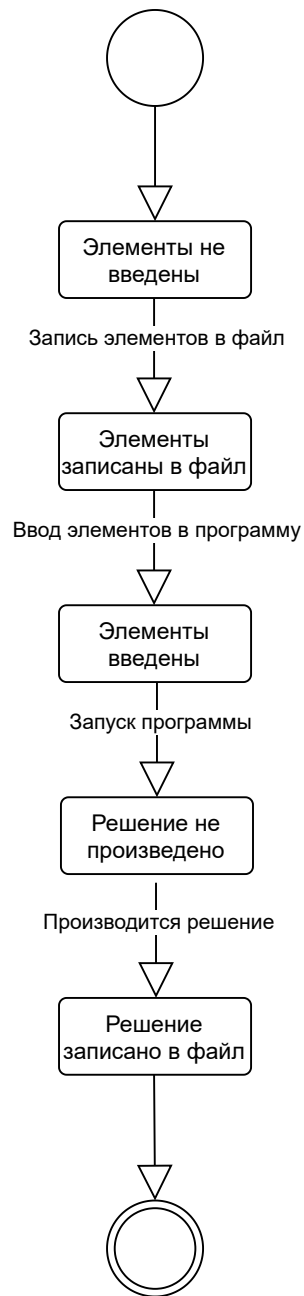 Элементы не
введены
Запись элементов в файл
Элементы
записаны в файл
Ввод элементов в программу
Элементы
введены
Запуск программы
Решение не
произведено
Производится решение
Решение
записано в файл